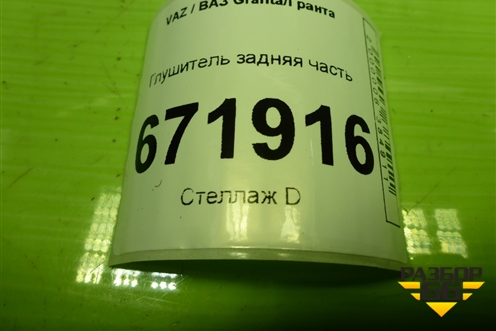 VAZ / ВАЗ Granta/Гранта
Глушитель задняя часть
671916
Стеллаж D
РАЗБОР